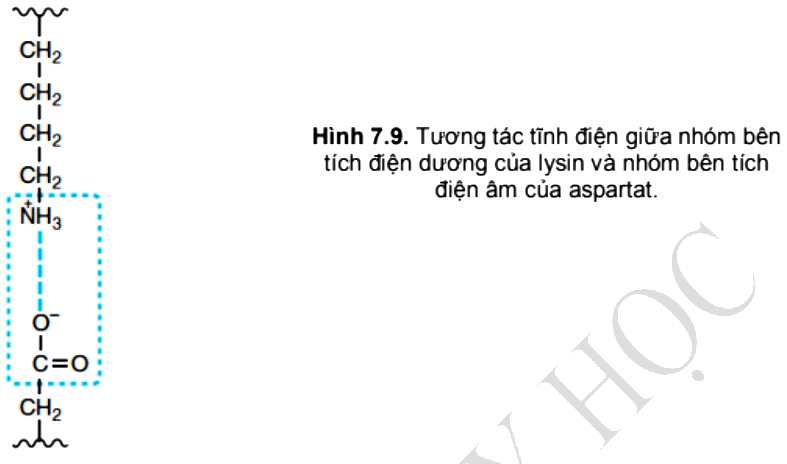 CH₂
CH₂
CH₂
CH₂
Hình 7.9. Tương tác tĩnh điện giữa nhóm bên
tích điện dương của lysin và nhóm bên tích
điện âm của aspartat.
⁺NH₃
O⁻
C=O
CH₂
Y HỌC